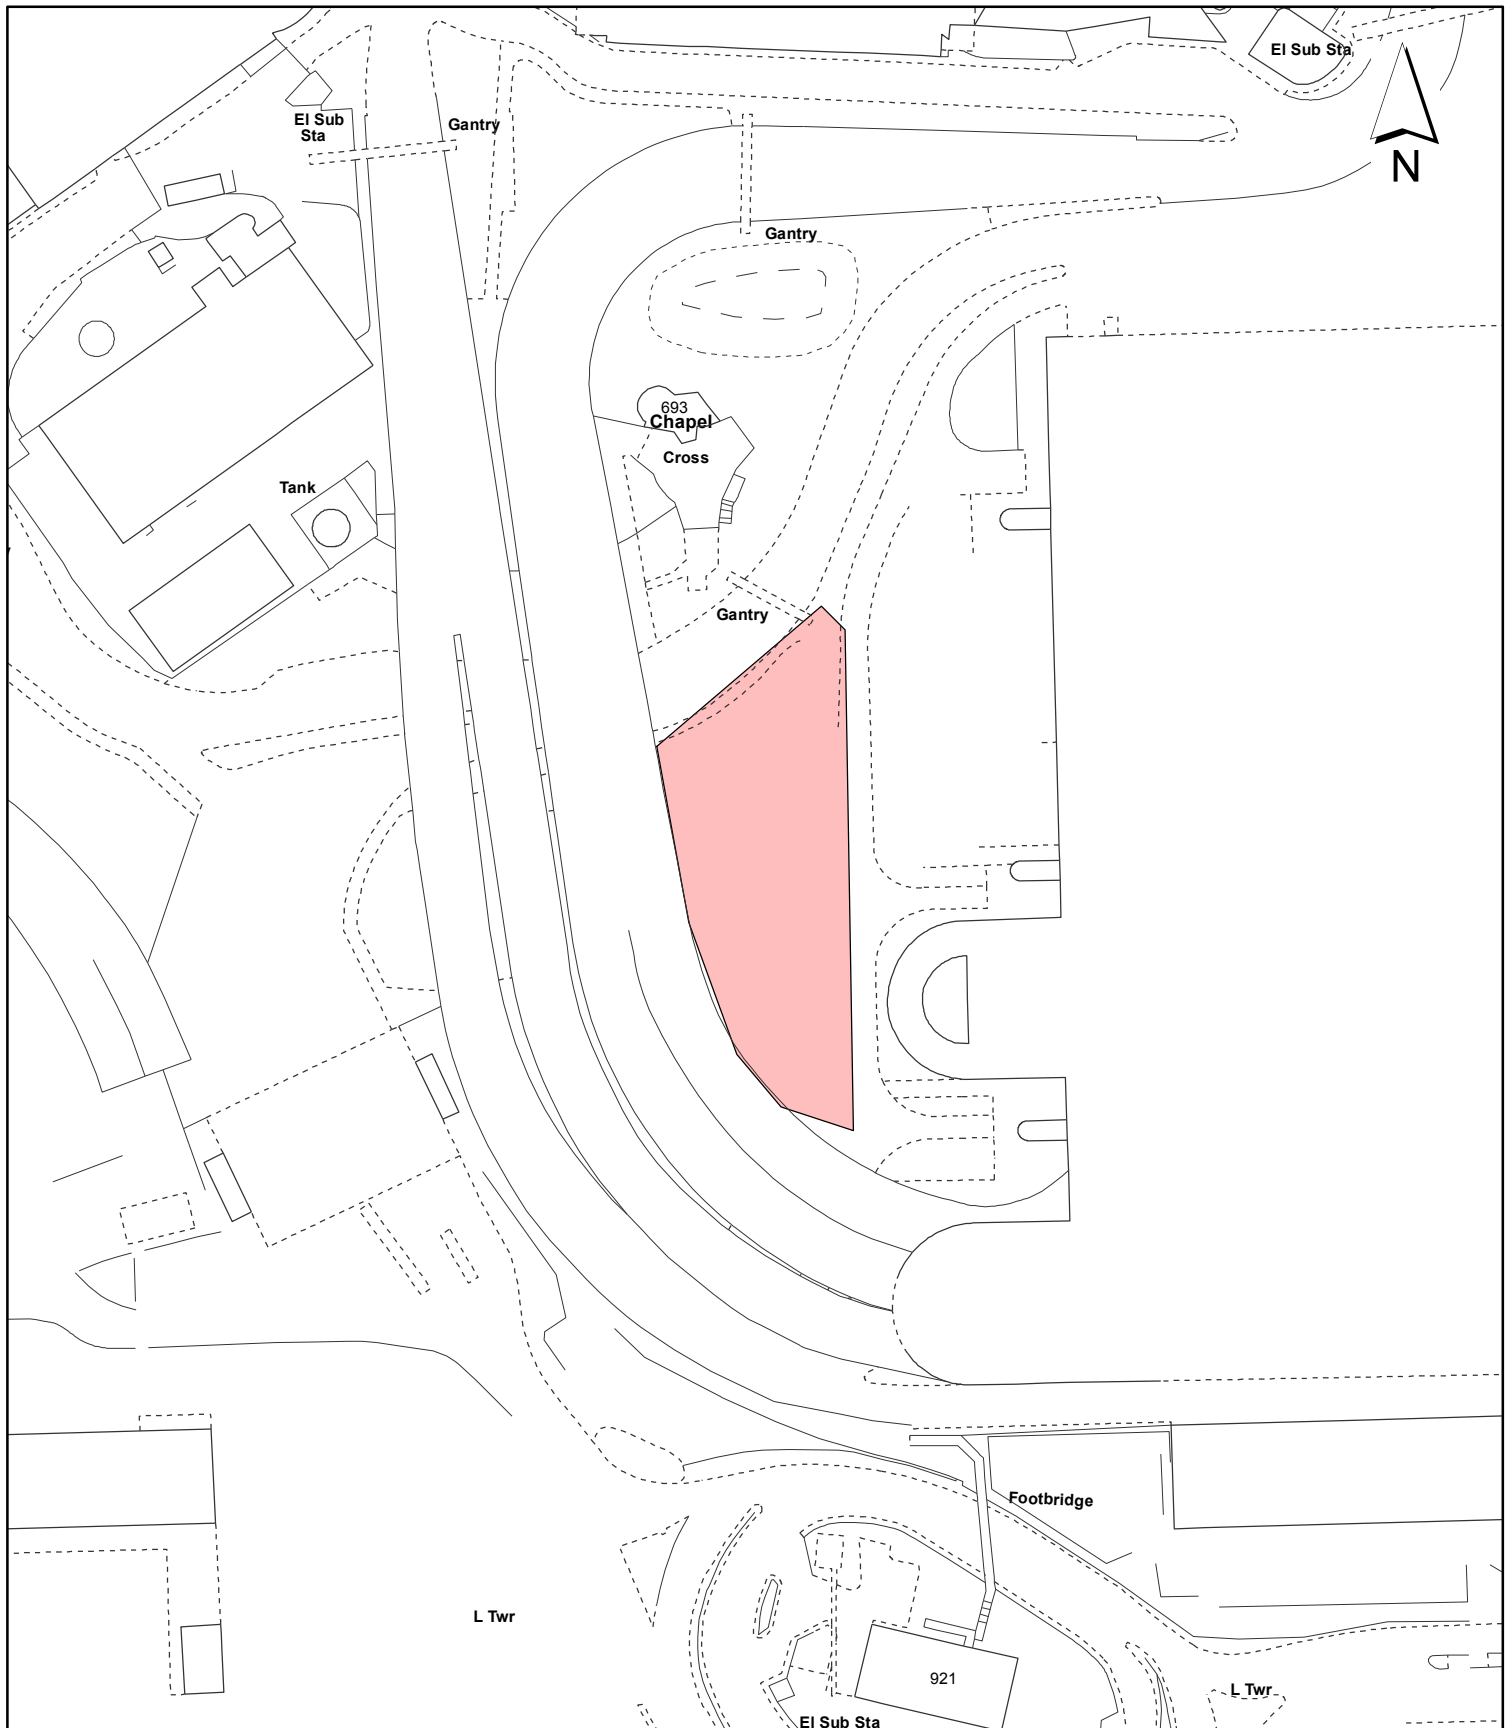 El Sub Sta
El Sub
Sta
Gantry
N
Gantry
693
Chapel
Cross
Tank
Gantry
Footbridge
L Twr
921
L Twr
El Sub Sta